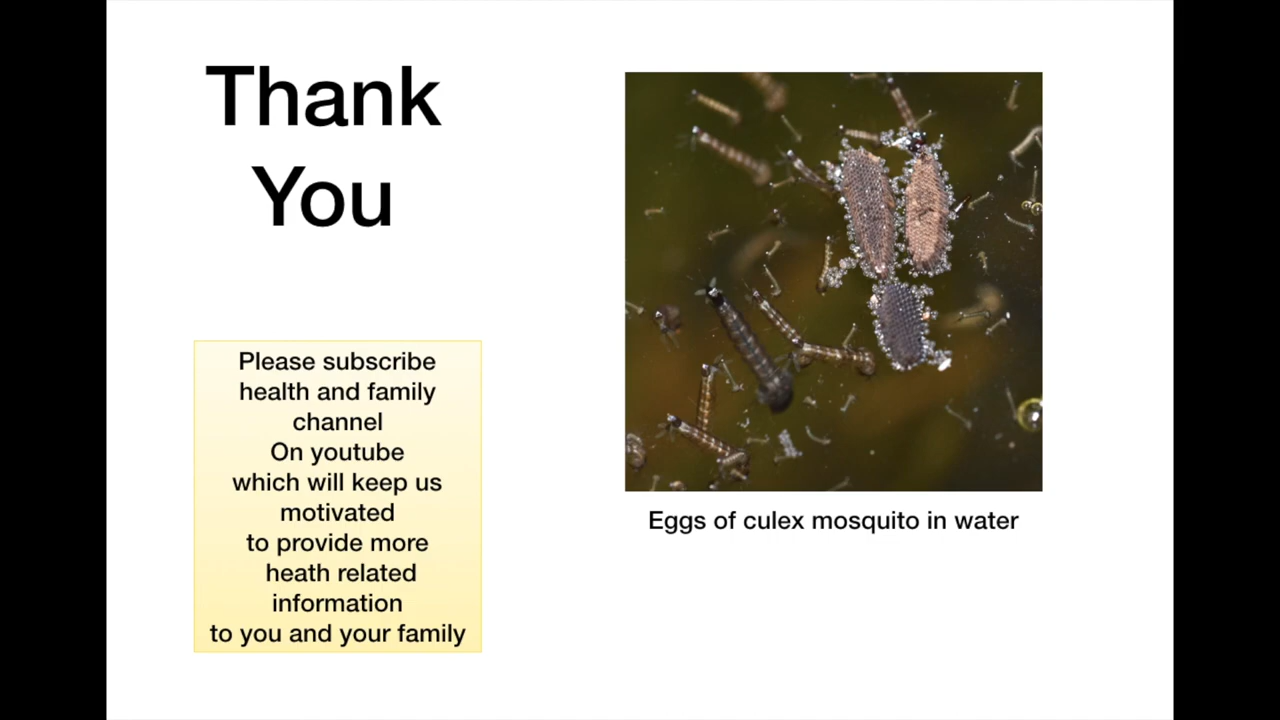 Thank
You
Please subscribe
health and family
channel
On youtube
which will keep us
motivated
to provide more
heath related
information
to you and your family
Eggs of culex mosquito in water